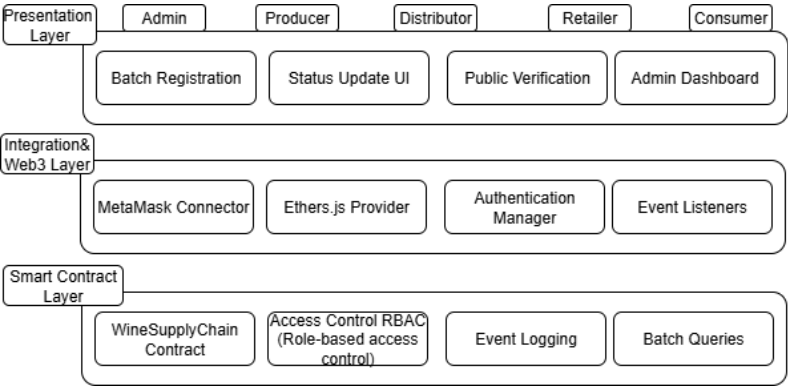 Presentation
Layer
Admin
Producer
Distributor
Retailer
Consumer
Batch Registration
Status Update UI
Public Verification
Admin Dashboard
Integration&
Web3 Layer
MetaMask Connector
Ethers.js Provider
Authentication
Manager
Event Listeners
Smart Contract
Layer
WineSupplyChain
Contract
Access Control RBAC
(Role-based access
control)
Event Logging
Batch Queries